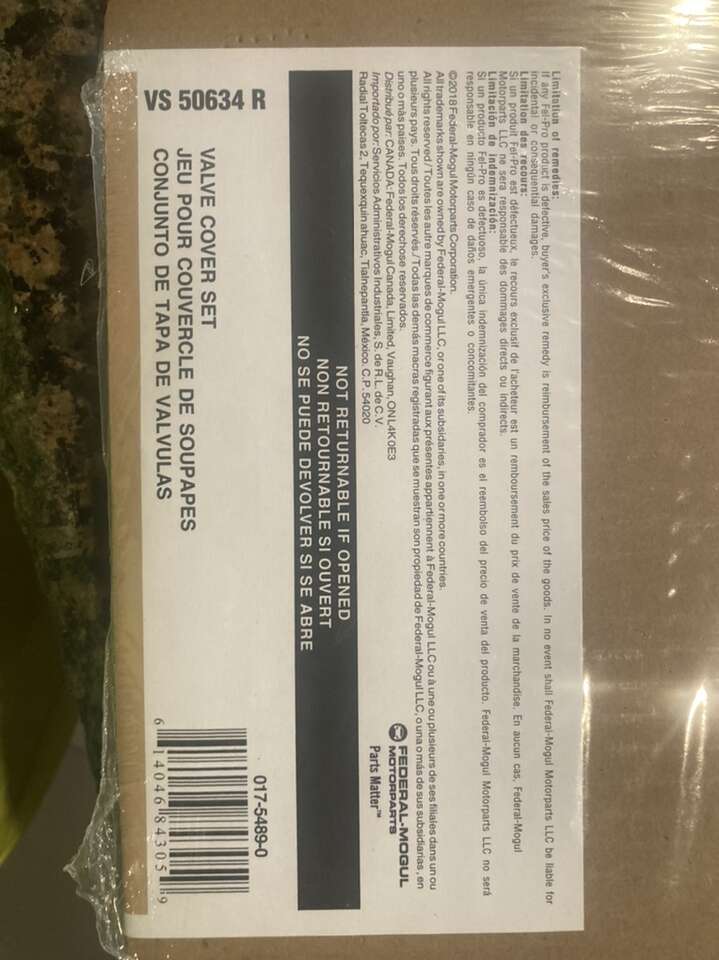 Limitation of remedies:
If any Fel-Pro product is defective, buyer's exclusive remedy is reimbursement of the sales price of the goods. In no event shall Federal-Mogul Motorparts LLC be liable for
incidental or consequential damages.
Limitation des recours:
Si un produit Fel-Pro est défectueux, le recours exclusif de l'acheteur est un remboursement du prix de vente de la marchandise. En aucun cas, Federal-Mogul
Motorparts LLC ne sera responsable des dommages directs ou indirects.
Limitación de indemnización:
Si un producto Fel-Pro es defectuoso, la única indemnización del comprador es el reembolso del precio de venta del producto. Federal-Mogul Motorparts LLC no será
responsable en ningún caso de daños emergentes o concomitantes.
©2018 Federal-Mogul Motorparts Corporation.
All trademarks shown are owned by Federal-Mogul LLC, or one of its subsidiaries, in one or more countries.
All rights reserved./ Toutes les autre marques de commerce figurant aux présentes appartiennent à Federal-Mogul LLC ou à une ou plusieurs de ses filiales dans un ou
plusieurs pays. Tous droits réservés./ Todas las demás macras registradas que se muestran son propiedad de Federal-Mogul LLC, o una o más de sus subsidiarias, en
uno o más países. Todos los derechose reservados.
Distribué par: CANADA: Federal-Mogul Canada, Limited, Vaughan, ON L4K 0E3
Importado por: Servicios Administrativos Industriales, S. de R.L. de C.V.
Radial Toltecas 2, Tequexquinahuac, Tlalnepantla, México. C.P. 54020
FEDERAL-MOGUL
MOTORPARTS
Parts Matter™
NOT RETURNABLE IF OPENED
NON RETOURNABLE SI OUVERT
NO SE PUEDE DEVOLVER SI SE ABRE
VS 50634 R
VALVE COVER SET
JEU POUR COUVERCLE DE SOUPAPES
CONJUNTO DE TAPA DE VALVULAS
017-5489-0
6 14046 84305 9